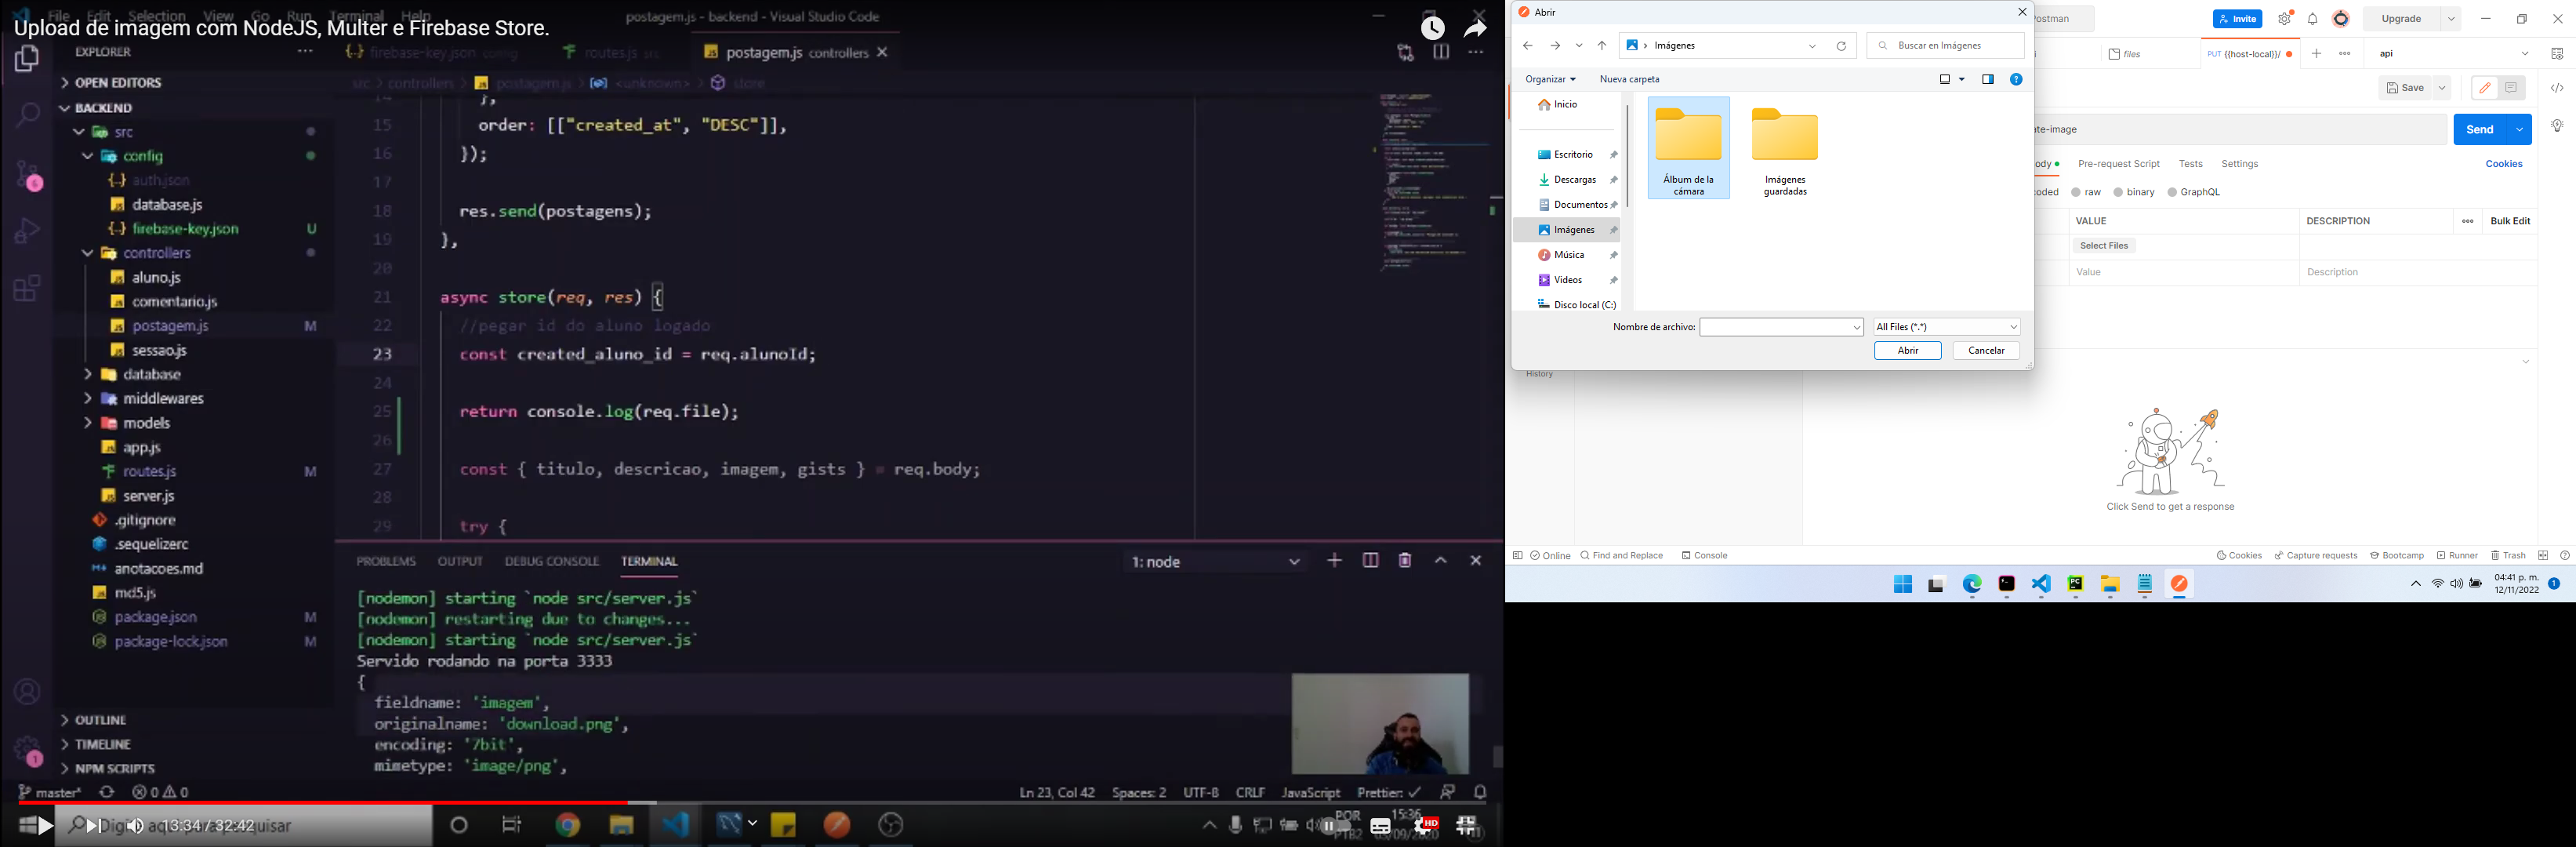 File Edit Selection View Go Run Terminal Help
postagem.js - backend - Visual Studio Code
Upload de imagem com NodeJS, Multer e Firebase Store.
EXPLORER
OPEN EDITORS
BACKEND
src
config
auth.json
database.js
firebase-key.json U
controllers
aluno.js
comentario.js
postagem.js M
sessao.js
database
middlewares
models
app.js
routes.js M
server.js
.gitignore
.sequelizerc
anotacoes.md
md5.js
package.json M
package-lock.json M
OUTLINE
TIMELINE
NPM SCRIPTS
firebase-key.json config
routes.js src
postagem.js controllers
src > controllers > postagem.js > <unknown> > store
14 },
15 order: [["created_at", "DESC"]],
16 });
17
18 res.send(postagens);
19 },
20
21 async store(req, res) {
22 //pegar id do aluno logado
23 const created_aluno_id = req.alunoId;
24
25 return console.log(req.file);
26
27 const { titulo, descricao, imagem, gists } = req.body;
28
29 try {
PROBLEMS OUTPUT DEBUG CONSOLE TERMINAL
1: node
[nodemon] starting `node src/server.js`
[nodemon] restarting due to changes...
[nodemon] starting `node src/server.js`
Servido rodando na porta 3333
{
fieldname: 'imagem',
originalname: 'download.png',
encoding: '7bit',
mimetype: 'image/png',
master* 0 0
Ln 23, Col 42 Spaces: 2 UTF-8 CRLF JavaScript Prettier: ✓
13:34 / 32:42
POR
PTB2
15:36
03/09/2020
HD
Abrir
Imágenes
Buscar en Imágenes
Organizar
Nueva carpeta
Inicio
Escritorio
Descargas
Documentos
Imágenes
Música
Videos
Disco local (C:)
Álbum de la
cámara
Imágenes
guardadas
Nombre de archivo:
All Files (*.*)
Abrir
Cancelar
History
ostman
Invite
Upgrade
files
PUT {{host-local}}/
api
Save
ate-image
Send
ody
Pre-request Script
Tests
Settings
Cookies
coded
raw
binary
GraphQL
VALUE
DESCRIPTION
Bulk Edit
Select Files
Value
Description
Click Send to get a response
Online
Find and Replace
Console
Cookies
Capture requests
Bootcamp
Runner
Trash
04:41 p. m.
12/11/2022
1